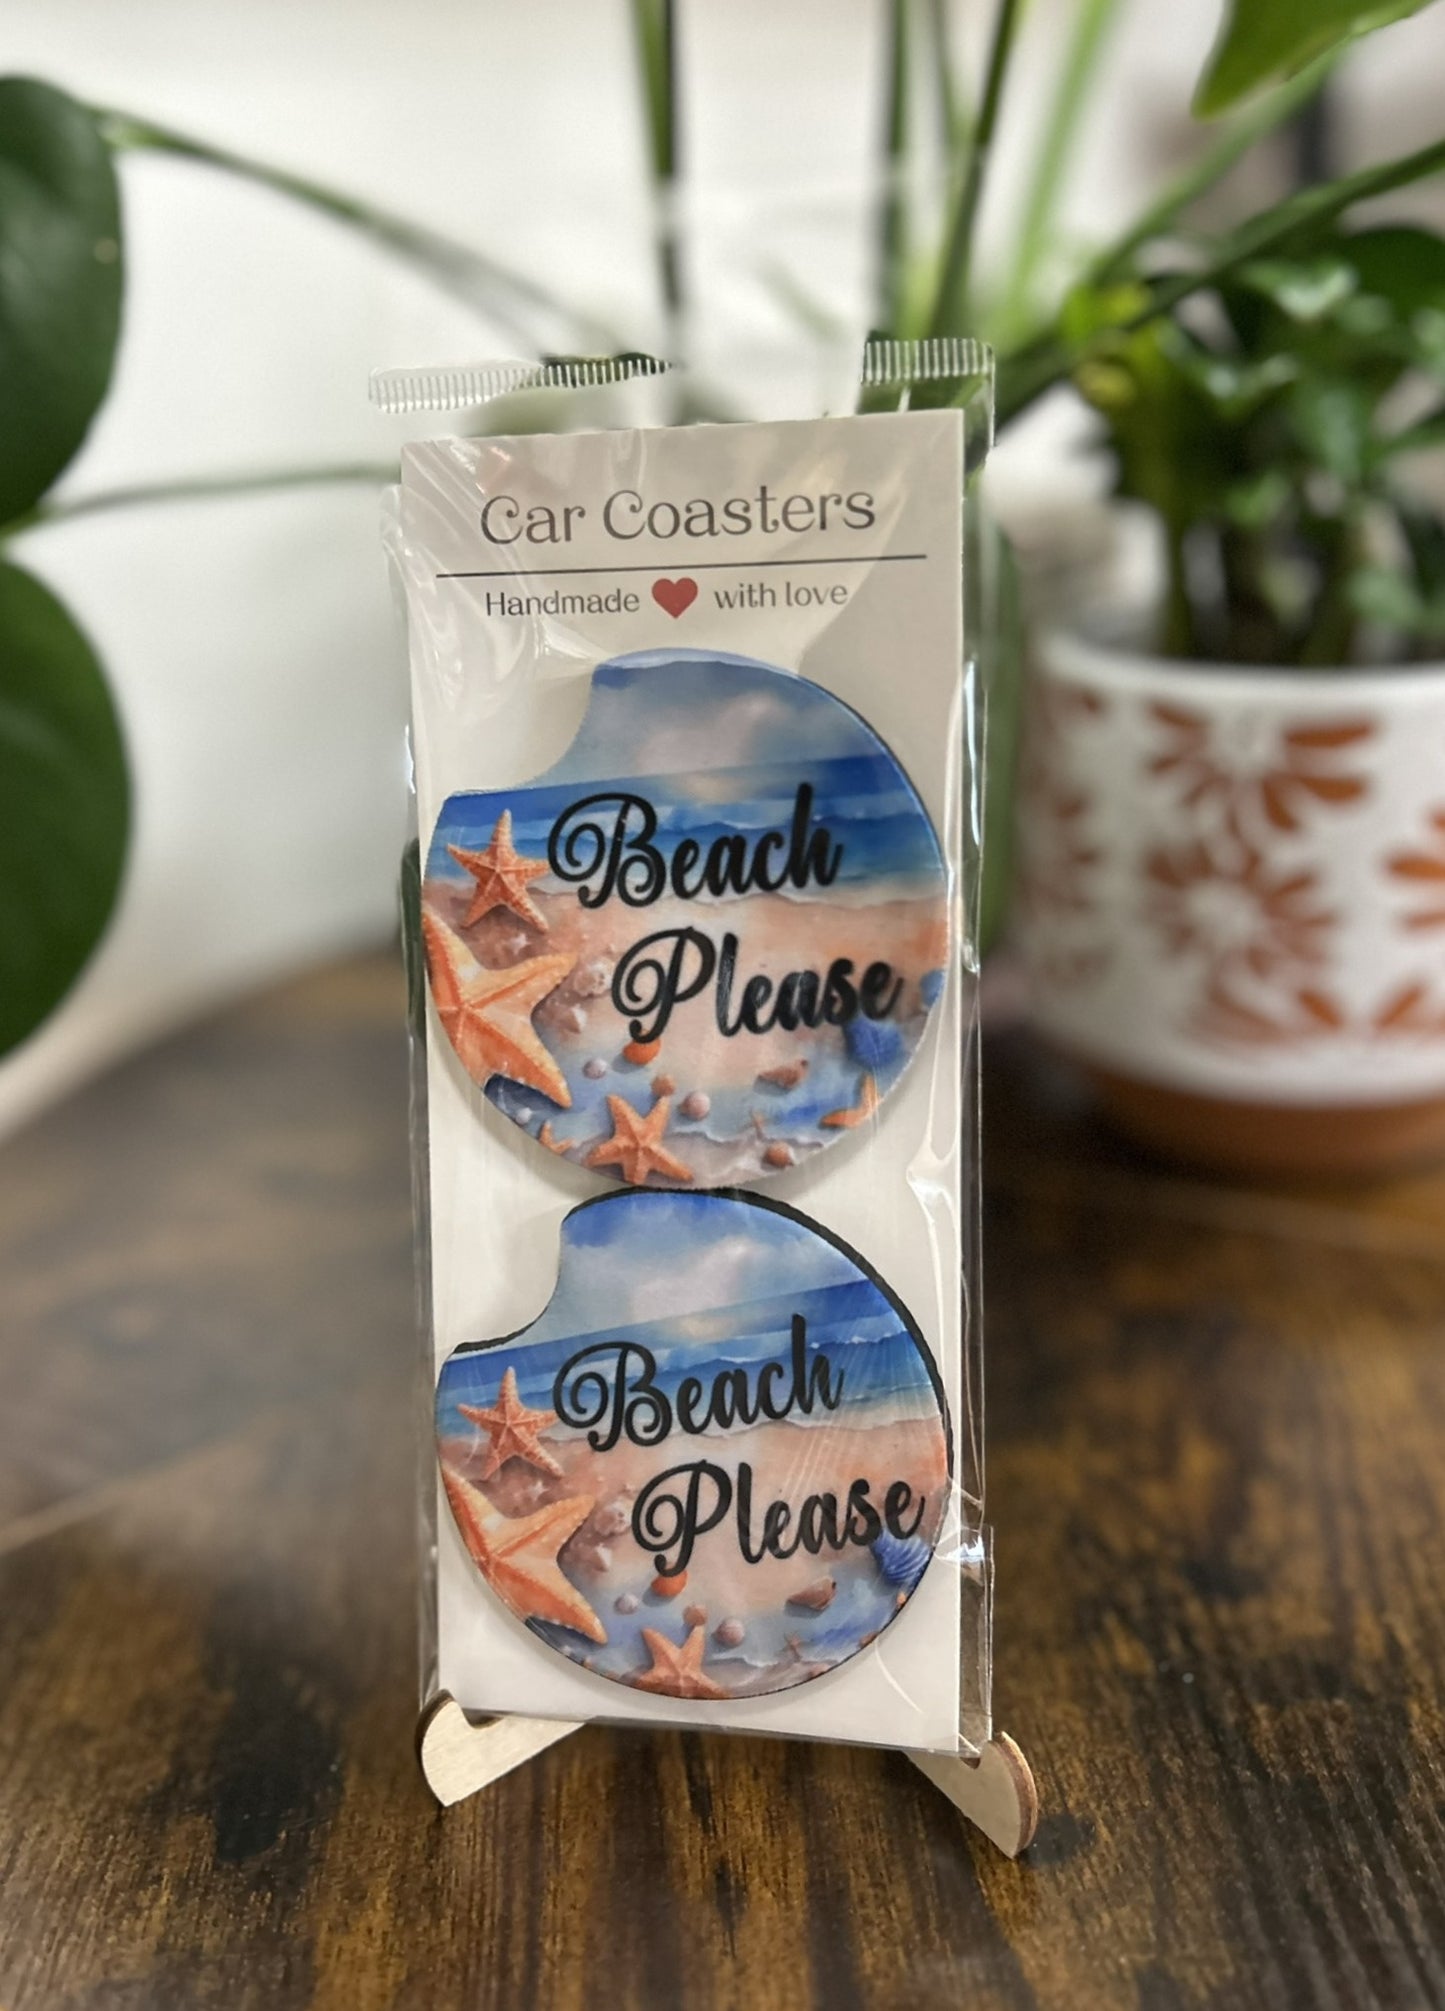 Car Coasters
Handmade ❤ with love
Beach
Please
Beach
Please